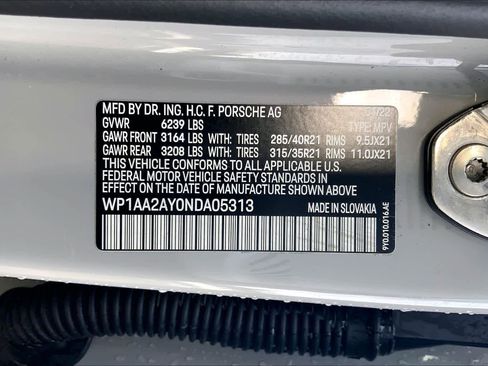 MFD BY DR. ING. H.C. F. PORSCHE AG
GVWR 6239 LBS TYPE: MPV
GAWR FRONT 3164 LBS WITH: TIRES 285/40R21 RIMS 9.5JX21
GAWR REAR 3208 LBS WITH: TIRES 315/35R21 RIMS 11.0JX21
THIS VEHICLE CONFORMS TO ALL APPLICABLE U.S.
FEDERAL MOTOR VEHICLE SAFETY STANDARDS IN
EFFECT ON THE DATE OF MANUFACTURE SHOWN ABOVE
WP1AA2AY0NDA05313 MADE IN SLOVAKIA
9Y0.010.016.AE